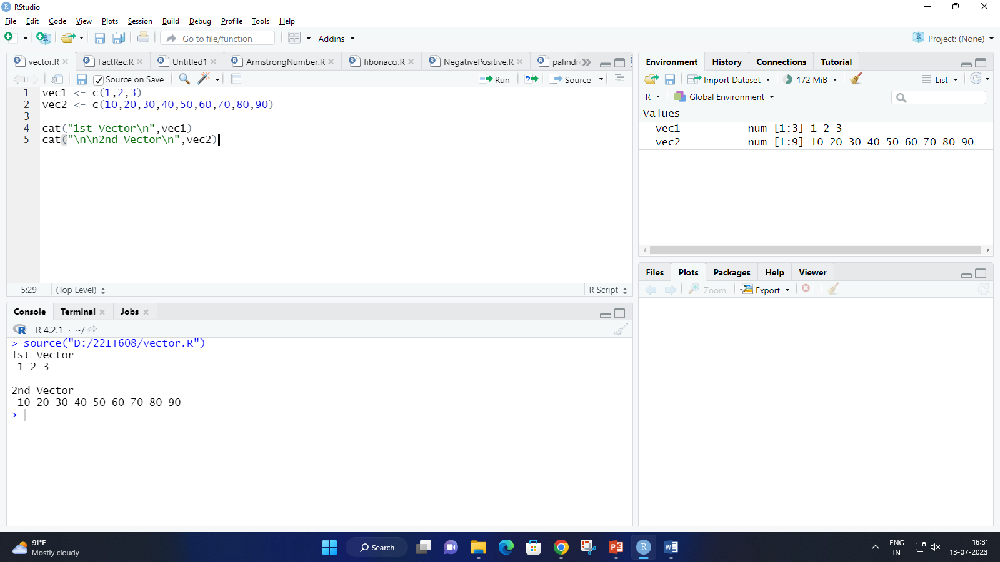 RStudio
File Edit Code View Plots Session Build Debug Profile Tools Help
Go to file/function Addins Project: (None)
vector.R FactRec.R Untitled1 ArmstrongNumber.R fibonacci.R NegativePositive.R palindr
Source on Save Run Source
1 vec1 <- c(1,2,3)
2 vec2 <- c(10,20,30,40,50,60,70,80,90)
3
4 cat("1st Vector\n",vec1)
5 cat("\n\n2nd Vector\n",vec2)
5:29 (Top Level) R Script
Console Terminal Jobs
R 4.2.1 · ~/
> source("D:/22IT608/vector.R")
1st Vector
1 2 3
2nd Vector
10 20 30 40 50 60 70 80 90
>
Environment History Connections Tutorial
Import Dataset 172 MiB List
R Global Environment
Values
vec1 num [1:3] 1 2 3
vec2 num [1:9] 10 20 30 40 50 60 70 80 90
Files Plots Packages Help Viewer
Zoom Export
91°F
Mostly cloudy
Search
ENG
IN
16:31
13-07-2023